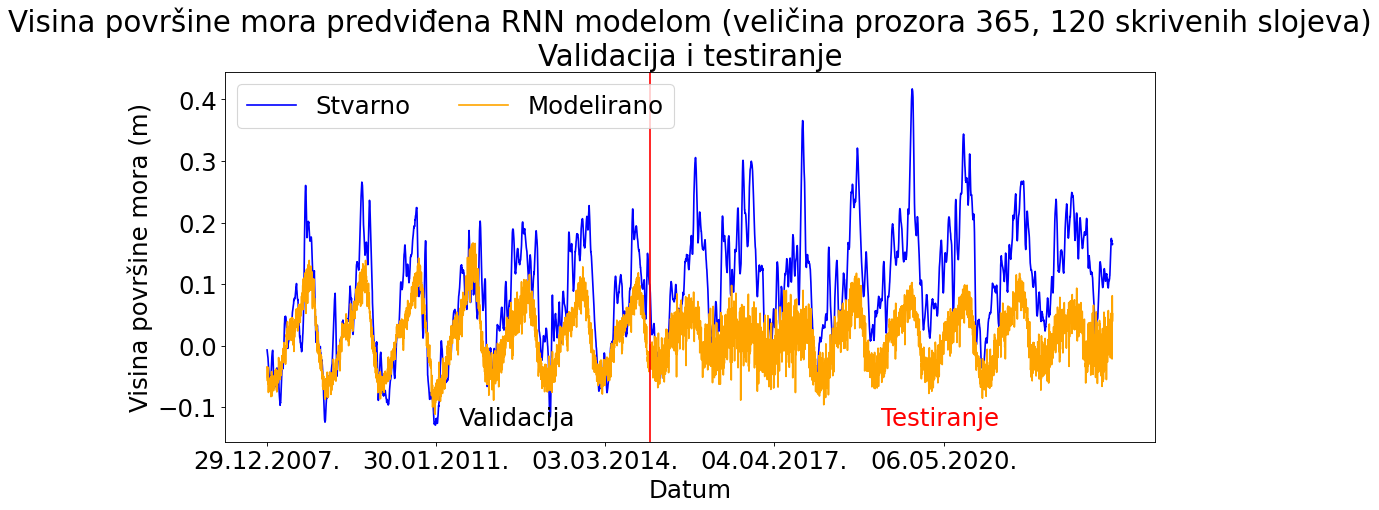 Visina površine mora predviđena RNN modelom (veličina prozora 365, 120 skrivenih slojeva)
Validacija i testiranje
Stvarno Modelirano
Visina površine mora (m)
0.4
0.3
0.2
0.1
0.0
−0.1
Validacija Testiranje
29.12.2007. 30.01.2011. 03.03.2014. 04.04.2017. 06.05.2020.
Datum